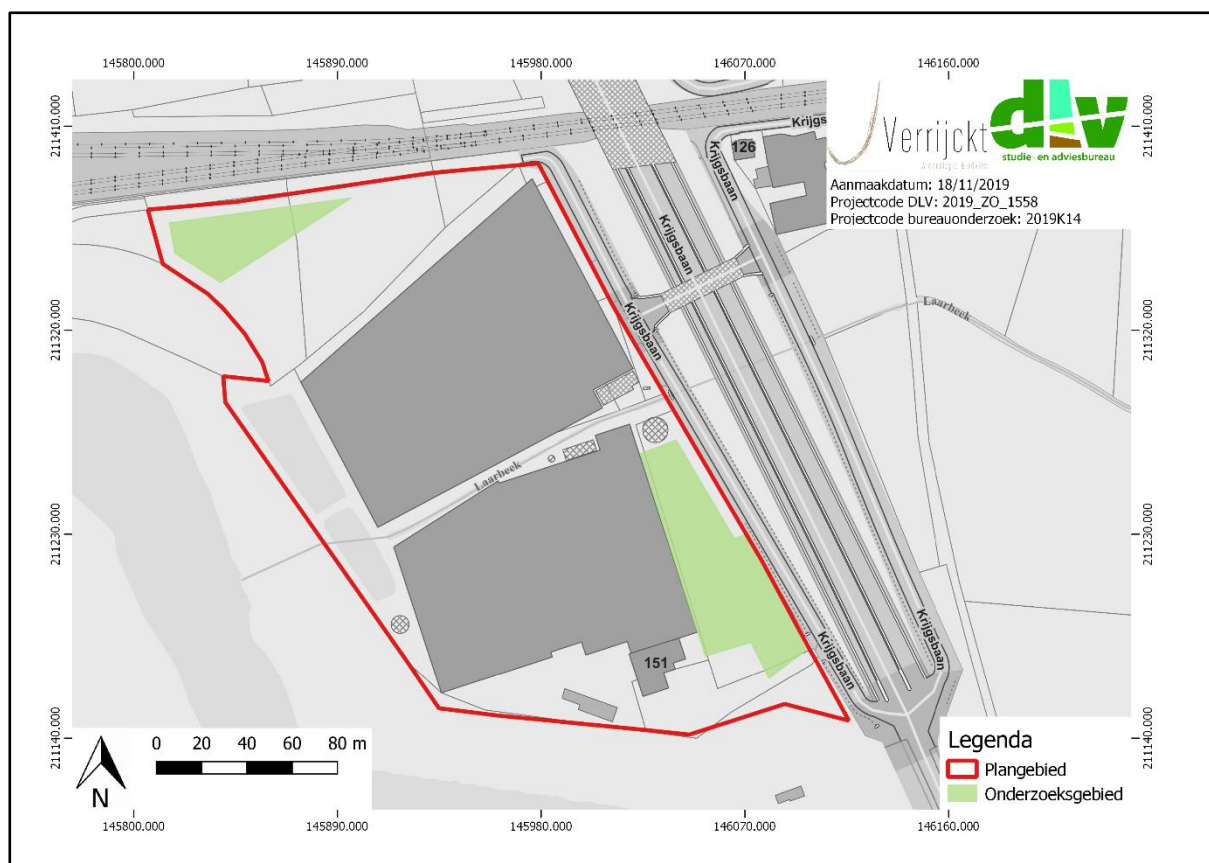 145800.000 145890.000 145980.000 146070.000 146160.000
211410.000
211410.000
Verrijckt
dLv
studie- en adviesbureau
Aanmaakdatum: 18/11/2019
Projectcode DLV: 2019_ZO_1558
Projectcode bureauonderzoek: 2019K14
Krijgs
126
Krijgsbaan
Krijgsbaan
Krijgsbaan
Krijgsbaan
Laarbeek
211320.000
211320.000
Laarbeek
211230.000
211230.000
151
Krijgsbaan
Krijgsbaan
211140.000
211140.000
0 20 40 60 80 m
N
Legenda
Plangebied
Onderzoeksgebied
145800.000 145890.000 145980.000 146070.000 146160.000